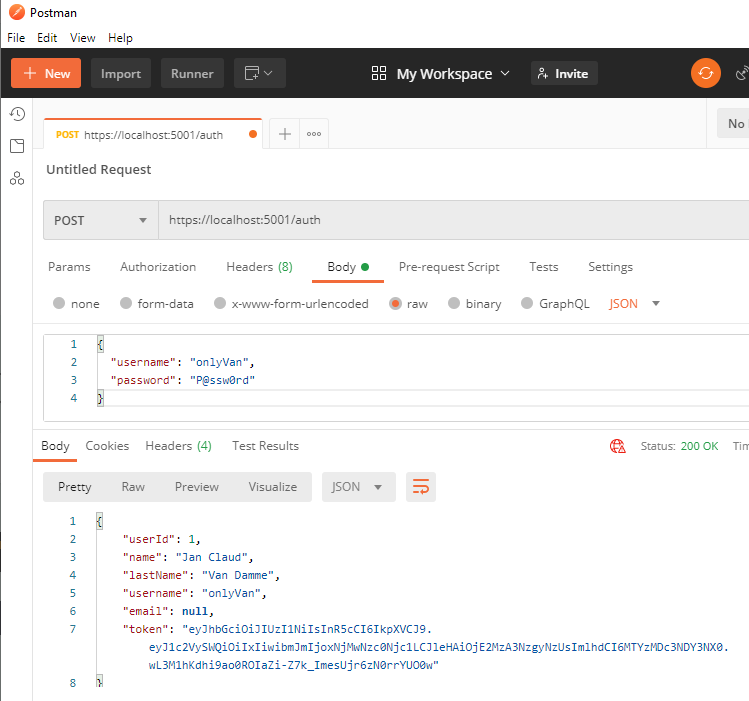 Postman
File Edit View Help
New Import Runner My Workspace Invite
POST https://localhost:5001/auth
No
Untitled Request
POST https://localhost:5001/auth
Params Authorization Headers (8) Body Pre-request Script Tests Settings
none form-data x-www-form-urlencoded raw binary GraphQL JSON
1 {
2 "username": "onlyVan",
3 "password": "P@ssw0rd"
4 }
Body Cookies Headers (4) Test Results Status: 200 OK Tim
Pretty Raw Preview Visualize JSON
1 {
2 "userId": 1,
3 "name": "Jan Claud",
4 "lastName": "Van Damme",
5 "username": "onlyVan",
6 "email": null,
7 "token": "eyJhbGciOiJIUzI1NiIsInR5cCI6IkpXVCJ9.
eyJ1c2VySWQiOiIxIiwibmJmIjoxNjMwNzc0Njc1LCJleHAiOjE2MzA3NzgyNzUsImlhdCI6MTYzMDc3NDY3NX0.
wL3M1hKdhi9ao0ROIaZi-Z7k_ImesUjr6zN0rrYUO0w"
8 }